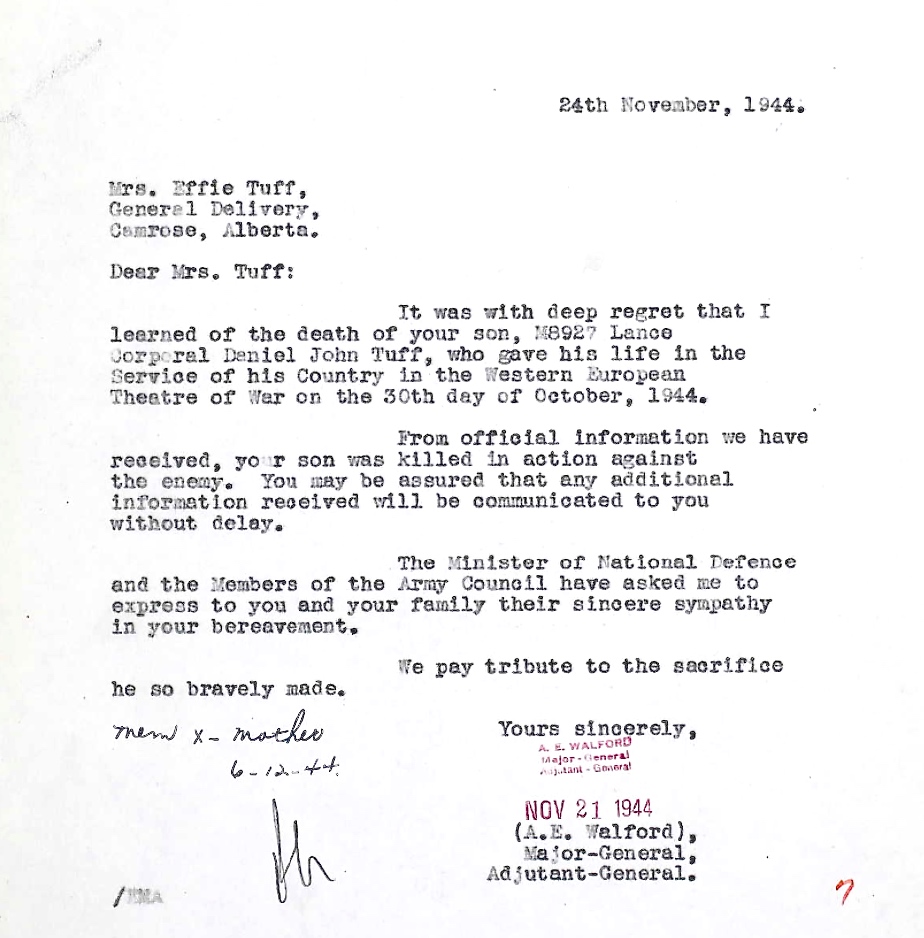 24th November, 1944.
Mrs. Effie Tuff,
General Delivery,
Camrose, Alberta.
Dear Mrs. Tuff:
It was with deep regret that I
learned of the death of your son, M8927 Lance
Corporal Daniel John Tuff, who gave his life in the
Service of his Country in the Western European
Theatre of War on the 30th day of October, 1944.
From official information we have
received, your son was killed in action against
the enemy. You may be assured that any additional
information received will be communicated to you
without delay.
The Minister of National Defence
and the Members of the Army Council have asked me to
express to you and your family their sincere sympathy
in your bereavement.
We pay tribute to the sacrifice
he so bravely made.
Mem X - mother
6-12-44.
Yours sincerely,
A. E. WALFORD
Major - General
Adjutant - General
NOV 21 1944
(A.E. Walford),
Major-General,
Adjutant-General.
7